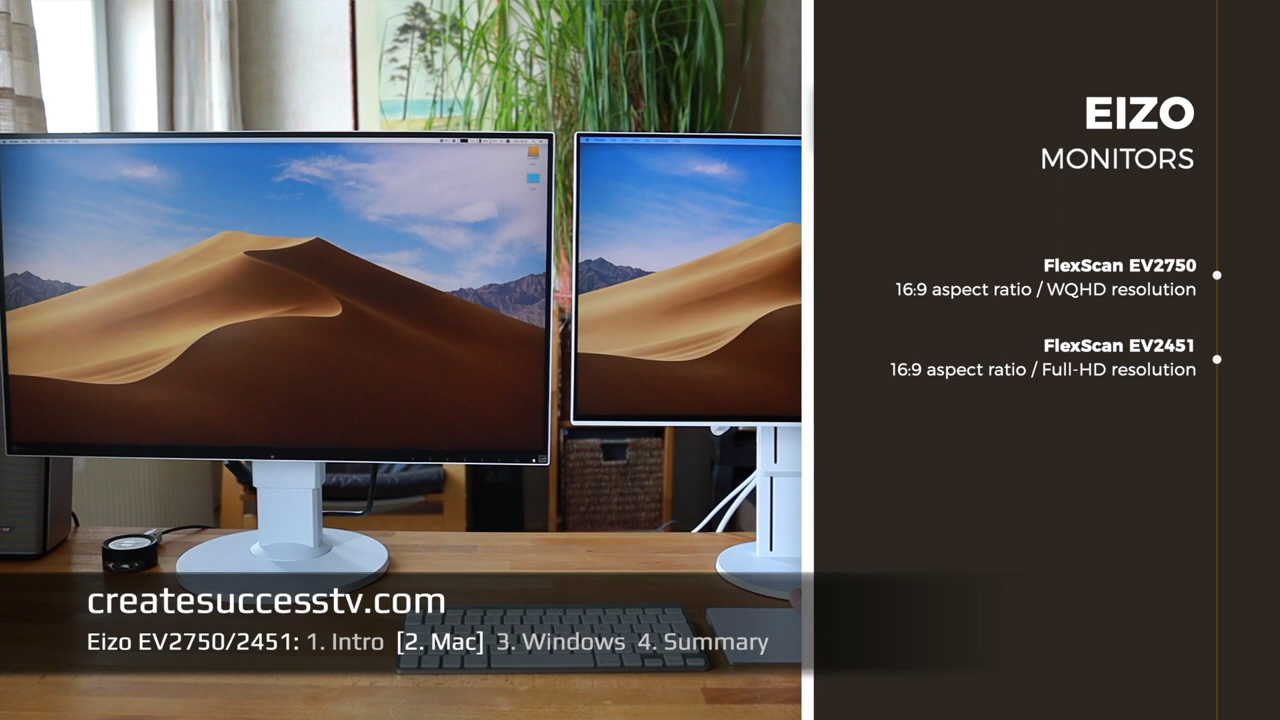 EIZO
MONITORS
FlexScan EV2750
16:9 aspect ratio / WQHD resolution
FlexScan EV2451
16:9 aspect ratio / Full-HD resolution
createsuccesstv.com
Eizo EV2750/2451: 1. Intro [2. Mac] 3. Windows 4. Summary